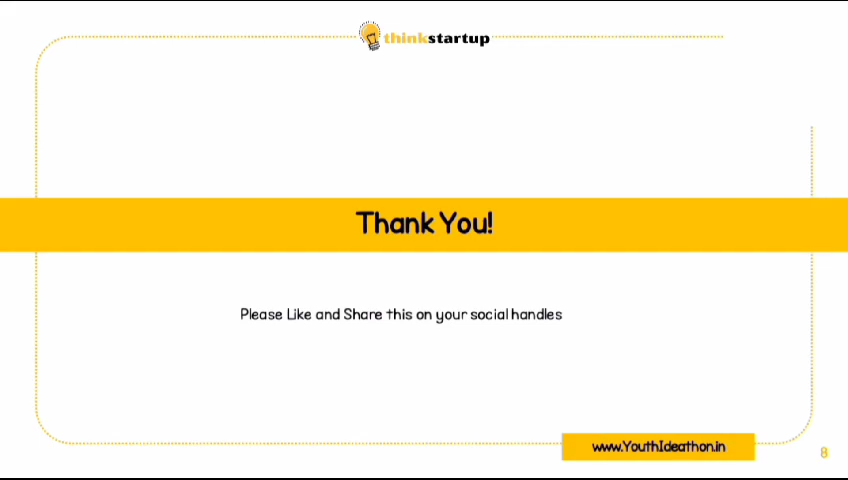 thinkstartup
Thank You!
Please Like and Share this on your social handles
www.YouthIdeathon.in
8